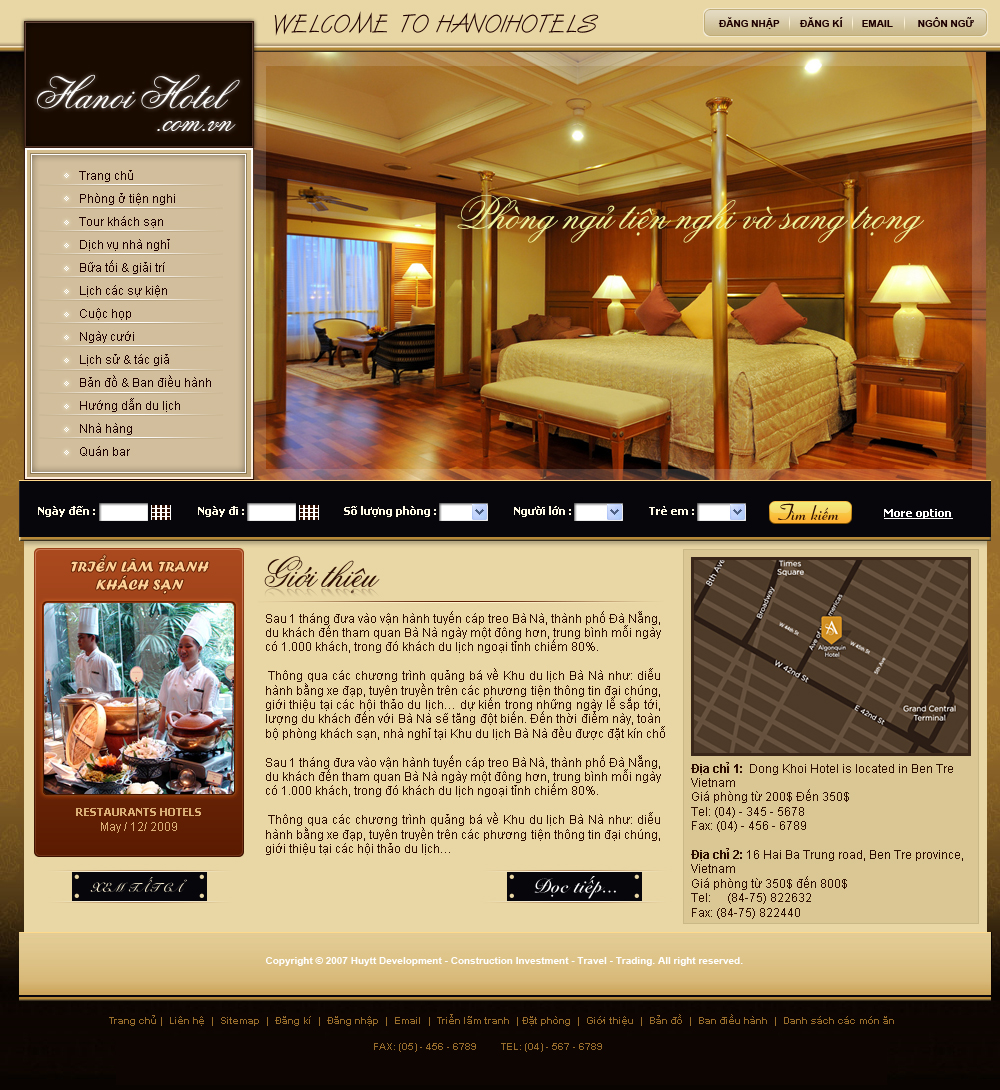 WELCOME TO HANOIHOTELS
ĐĂNG NHẬP
ĐĂNG KÍ
EMAIL
NGÔN NGỮ
Hanoi Hotel
.com.vn
Trang chủ
Phòng ở tiện nghi
Tour khách sạn
Dịch vụ nhà nghỉ
Bữa tối & giải trí
Lịch các sự kiện
Cuộc họp
Ngày cưới
Lịch sử & tác giả
Bản đồ & Ban điều hành
Hướng dẫn du lịch
Nhà hàng
Quán bar
Phòng ngủ tiện nghi và sang trọng
Ngày đến :
Ngày đi :
Số lượng phòng :
Người lớn :
Trẻ em :
Tìm kiếm
More option
TRIỂN LÃM TRANH
KHÁCH SẠN
RESTAURANTS HOTELS
May / 12/ 2009
XEM TẤT CẢ
Giới thiệu
Sau 1 tháng đưa vào vận hành tuyến cáp treo Bà Nà, thành phố Đà Nẵng,
du khách đến tham quan Bà Nà ngày một đông hơn, trung bình mỗi ngày
có 1.000 khách, trong đó khách du lịch ngoại tỉnh chiếm 80%.
Thông qua các chương trình quảng bá về Khu du lịch Bà Nà như: diễu
hành bằng xe đạp, tuyên truyền trên các phương tiện thông tin đại chúng,
giới thiệu tại các hội thảo du lịch... dự kiến trong những ngày lễ sắp tới,
lượng du khách đến với Bà Nà sẽ tăng đột biến. Đến thời điểm này, toàn
bộ phòng khách sạn, nhà nghỉ tại Khu du lịch Bà Nà đều được đặt kín chỗ
Sau 1 tháng đưa vào vận hành tuyến cáp treo Bà Nà, thành phố Đà Nẵng,
du khách đến tham quan Bà Nà ngày một đông hơn, trung bình mỗi ngày
có 1.000 khách, trong đó khách du lịch ngoại tỉnh chiếm 80%.
Thông qua các chương trình quảng bá về Khu du lịch Bà Nà như: diễu
hành bằng xe đạp, tuyên truyền trên các phương tiện thông tin đại chúng,
giới thiệu tại các hội thảo du lịch...
Đọc tiếp...
8th Ave
Times
Square
Broadway
W 44th St
Ave of
mericas
A
Algonquin
Hotel
W 45th St
5th Ave
W 42nd St
E 42nd St
Grand Central
Terminal
Địa chỉ 1: Dong Khoi Hotel is located in Ben Tre
Vietnam
Giá phòng từ 200$ Đến 350$
Tel: (04) - 345 - 5678
Fax: (04) - 456 - 6789
Địa chỉ 2: 16 Hai Ba Trung road, Ben Tre province,
Vietnam
Giá phòng từ 350$ đến 800$
Tel: (84-75) 822632
Fax: (84-75) 822440
Copyright © 2007 Huytt Development - Construction Investment - Travel - Trading. All right reserved.
Trang chủ | Liên hệ | Sitemap | Đăng kí | Đăng nhập | Email | Triển lãm tranh | Đặt phòng | Giới thiệu | Bản đồ | Ban điều hành | Danh sách các món ăn
FAX: (05) - 456 - 6789 TEL: (04) - 567 - 6789